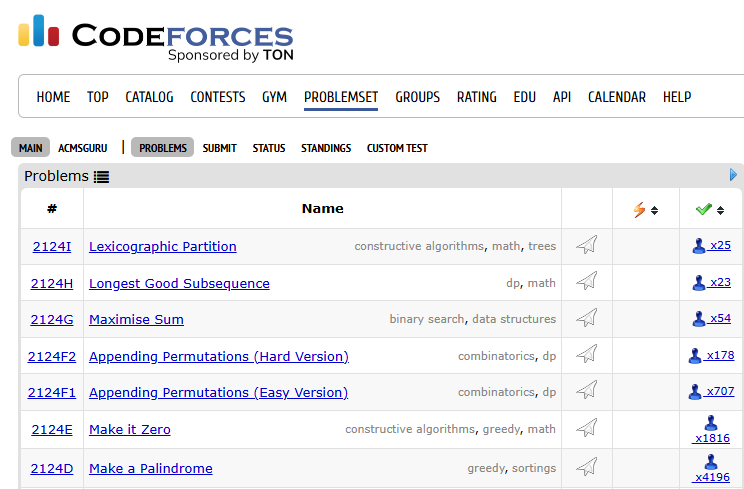 CODEFORCES
Sponsored by TON
HOME TOP CATALOG CONTESTS GYM PROBLEMSET GROUPS RATING EDU API CALENDAR HELP
MAIN ACMSGURU | PROBLEMS SUBMIT STATUS STANDINGS CUSTOM TEST
Problems
# Name
2124I Lexicographic Partition constructive algorithms, math, trees x25
2124H Longest Good Subsequence dp, math x23
2124G Maximise Sum binary search, data structures x54
2124F2 Appending Permutations (Hard Version) combinatorics, dp x178
2124F1 Appending Permutations (Easy Version) combinatorics, dp x707
2124E Make it Zero constructive algorithms, greedy, math x1816
2124D Make a Palindrome greedy, sortings x4196